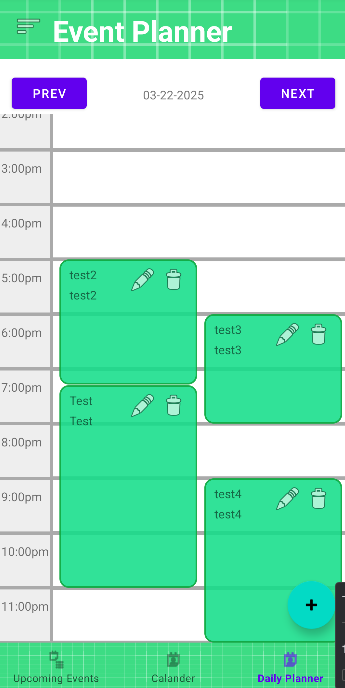 Event Planner
PREV
03-22-2025
NEXT
2:00pm
3:00pm
4:00pm
5:00pm
test2
test2
6:00pm
test3
test3
7:00pm
Test
Test
8:00pm
9:00pm
test4
test4
10:00pm
11:00pm
+
Upcoming Events
Calander
Daily Planner